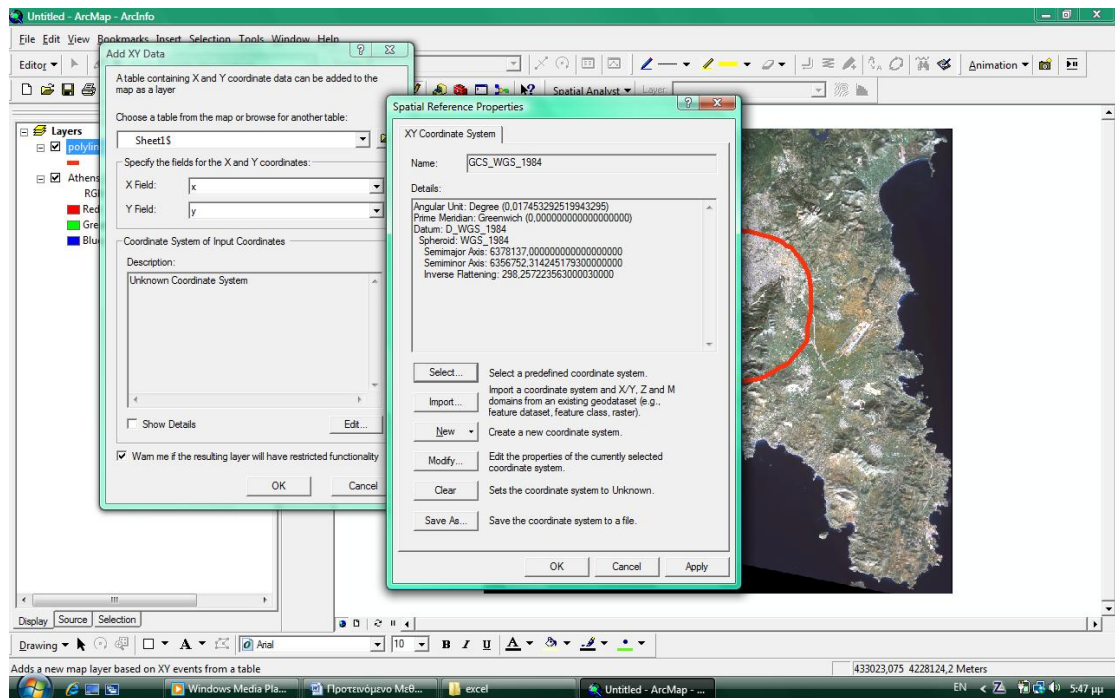 Untitled - ArcMap - ArcInfo
File Edit View Bookmarks Insert Selection Tools Window Help
Editor
Animation
Spatial Analyst Layer:
Layers
polylin
Athens
RG
Red
Gre
Blu
Display Source Selection
Add XY Data
A table containing X and Y coordinate data can be added to the
map as a layer
Choose a table from the map or browse for another table:
Sheet1$
Specify the fields for the X and Y coordinates:
X Field: x
Y Field: y
Coordinate System of Input Coordinates
Description:
Unknown Coordinate System
Show Details
Edit...
Warn me if the resulting layer will have restricted functionality
OK Cancel
Spatial Reference Properties
XY Coordinate System
Name: GCS_WGS_1984
Details:
Angular Unit: Degree (0,017453292519943295)
Prime Meridian: Greenwich (0,000000000000000000)
Datum: D_WGS_1984
Spheroid: WGS_1984
Semimajor Axis: 6378137,000000000000000000
Semiminor Axis: 6356752,314245179300000000
Inverse Flattening: 298,257223563000030000
Select... Select a predefined coordinate system.
Import... Import a coordinate system and X/Y, Z and M
domains from an existing geodataset (e.g.,
feature dataset, feature class, raster).
New Create a new coordinate system.
Modify... Edit the properties of the currently selected
coordinate system.
Clear Sets the coordinate system to Unknown.
Save As... Save the coordinate system to a file.
OK Cancel Apply
Drawing A Arial 10 B I U A
Adds a new map layer based on XY events from a table
433023,075 4228124,2 Meters
Windows Media Pla... Προτεινόμενο Μεθ... excel Untitled - ArcMap - ... EN 5:47 μμ